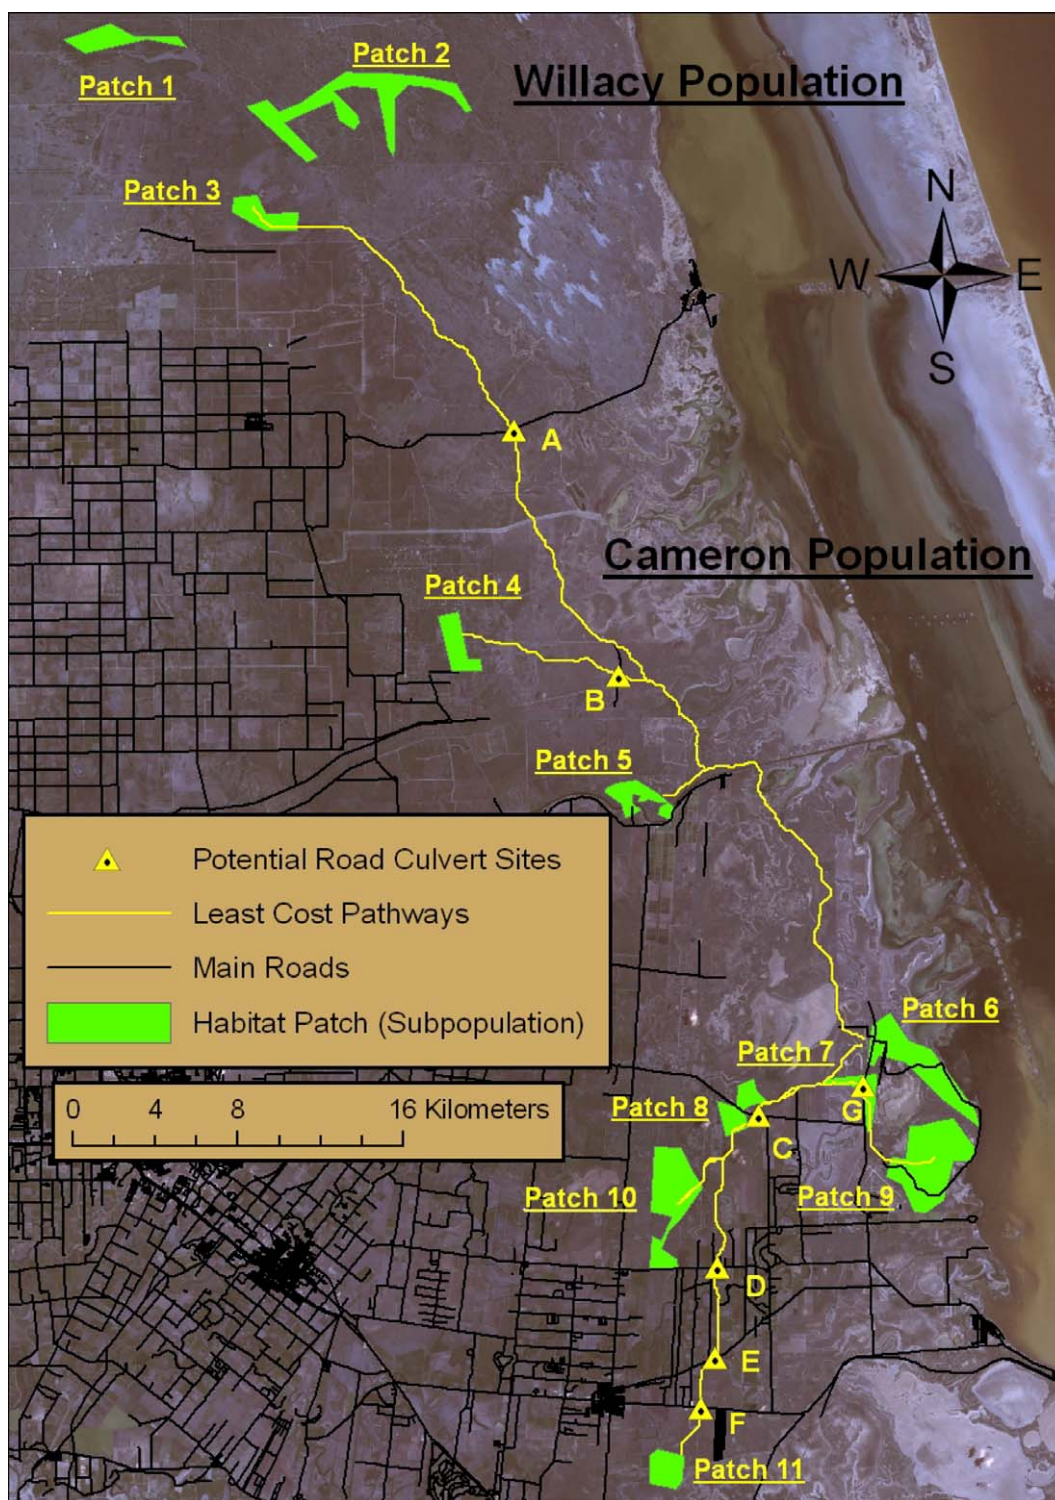 Patch 1
Patch 2
Willacy Population
Patch 3
N
W
E
S
A
Cameron Population
Patch 4
B
Patch 5
Potential Road Culvert Sites
Least Cost Pathways
Main Roads
Habitat Patch (Subpopulation)
0 4 8 16 Kilometers
Patch 6
Patch 7
Patch 8
G
C
Patch 10
Patch 9
D
E
F
Patch 11